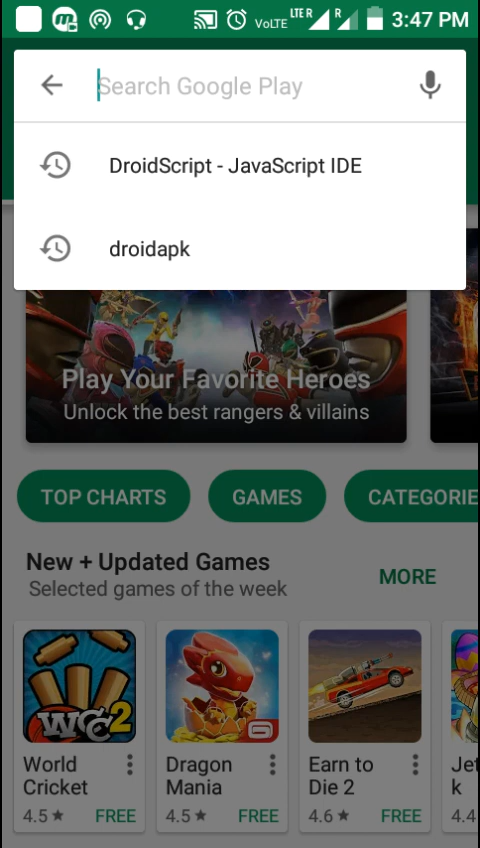 VoLTE LTE R R 3:47 PM
Search Google Play
DroidScript - JavaScript IDE
droidapk
Play Your Favorite Heroes
Unlock the best rangers & villains
TOP CHARTS GAMES CATEGORIE
New + Updated Games
MORE
Selected games of the week
WCC2
World Cricket
4.5 FREE
Dragon Mania
4.5 FREE
Earn to Die 2
4.6 FREE
Jet
k
4.4